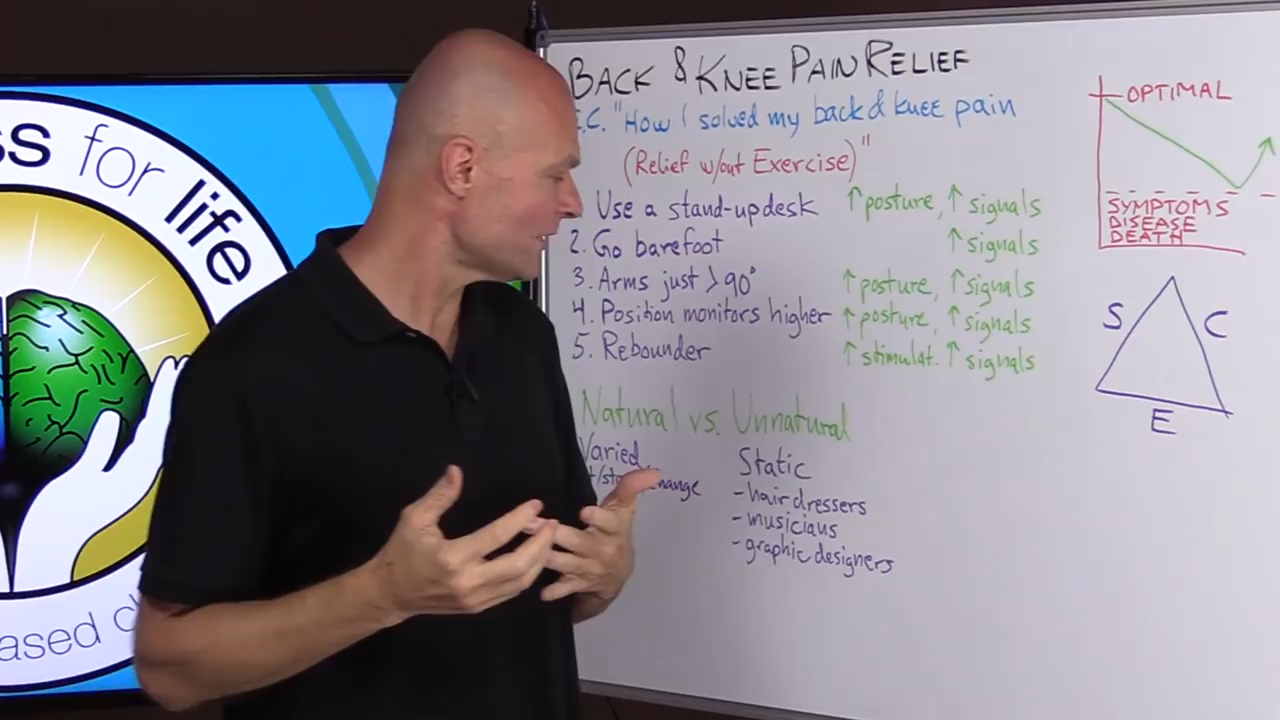 BACK & KNEE PAIN RELIEF
E.C. "How I solved my back & knee pain
(Relief w/out Exercise)"
Use a stand-up desk ↑posture, ↑signals
2. Go barefoot ↑signals
3. Arms just >90° ↑posture, ↑signals
4. Position monitors higher ↑posture, ↑signals
5. Rebounder ↑stimulat. ↑signals
Natural vs. Unnatural
Varied
Static
- hair dressers
- musicians
- graphic designers
OPTIMAL
SYMPTOMS
DISEASE
DEATH
S C
E
for life
ased